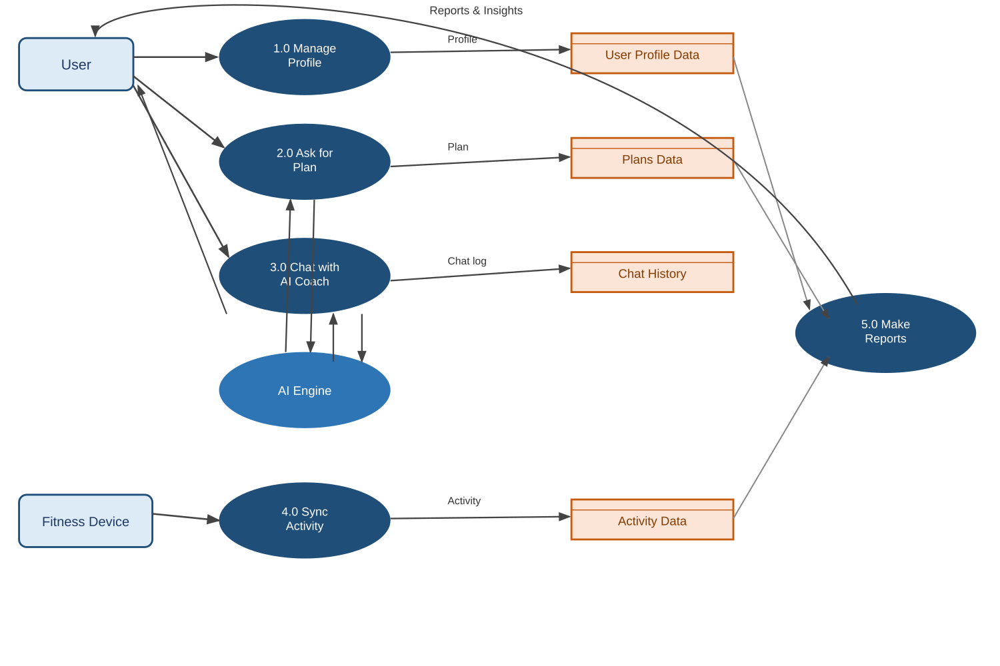 Reports & Insights
User
1.0 Manage
Profile
Profile
User Profile Data
2.0 Ask for
Plan
Plan
Plans Data
3.0 Chat with
AI Coach
Chat log
Chat History
5.0 Make
Reports
AI Engine
Fitness Device
4.0 Sync
Activity
Activity
Activity Data